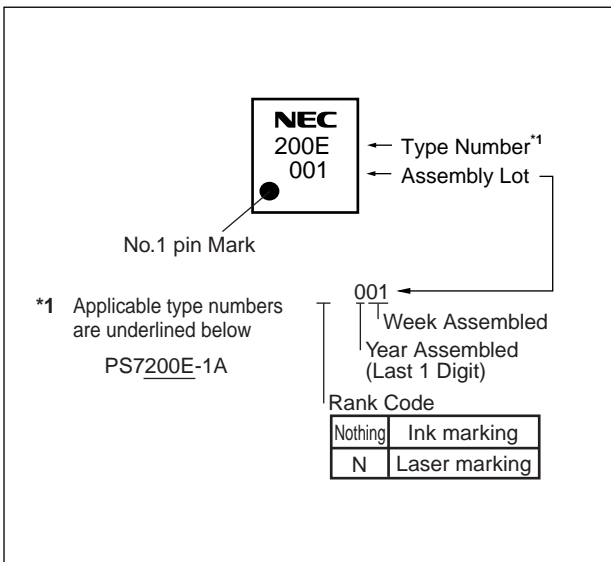 NEC
200E
001
Type Number*1
Assembly Lot
No.1 pin Mark
*1 Applicable type numbers
are underlined below
PS7200E-1A
001
Week Assembled
Year Assembled
(Last 1 Digit)
Rank Code
Nothing Ink marking
N Laser marking